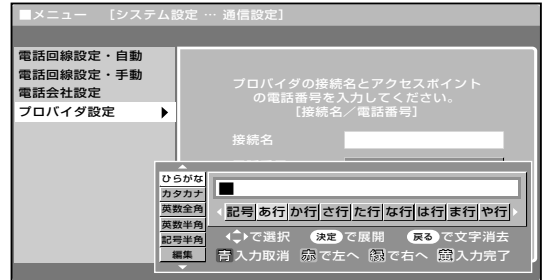 ■メニュー [システム設定 … 通信設定]
電話回線設定・自動
電話回線設定・手動
電話会社設定
プロバイダ設定
プロバイダの接続名とアクセスポイント
の電話番号を入力してください。
[接続名/電話番号]
接続名
ひらがな
カタカナ
英数全角
英数半角
記号半角
編集
記号 あ行 か行 さ行 た行 な行 は行 ま行 や行
で選択 決定 で展開 戻る で文字消去
青 入力取消 赤 で左へ 緑 で右へ 黄 入力完了